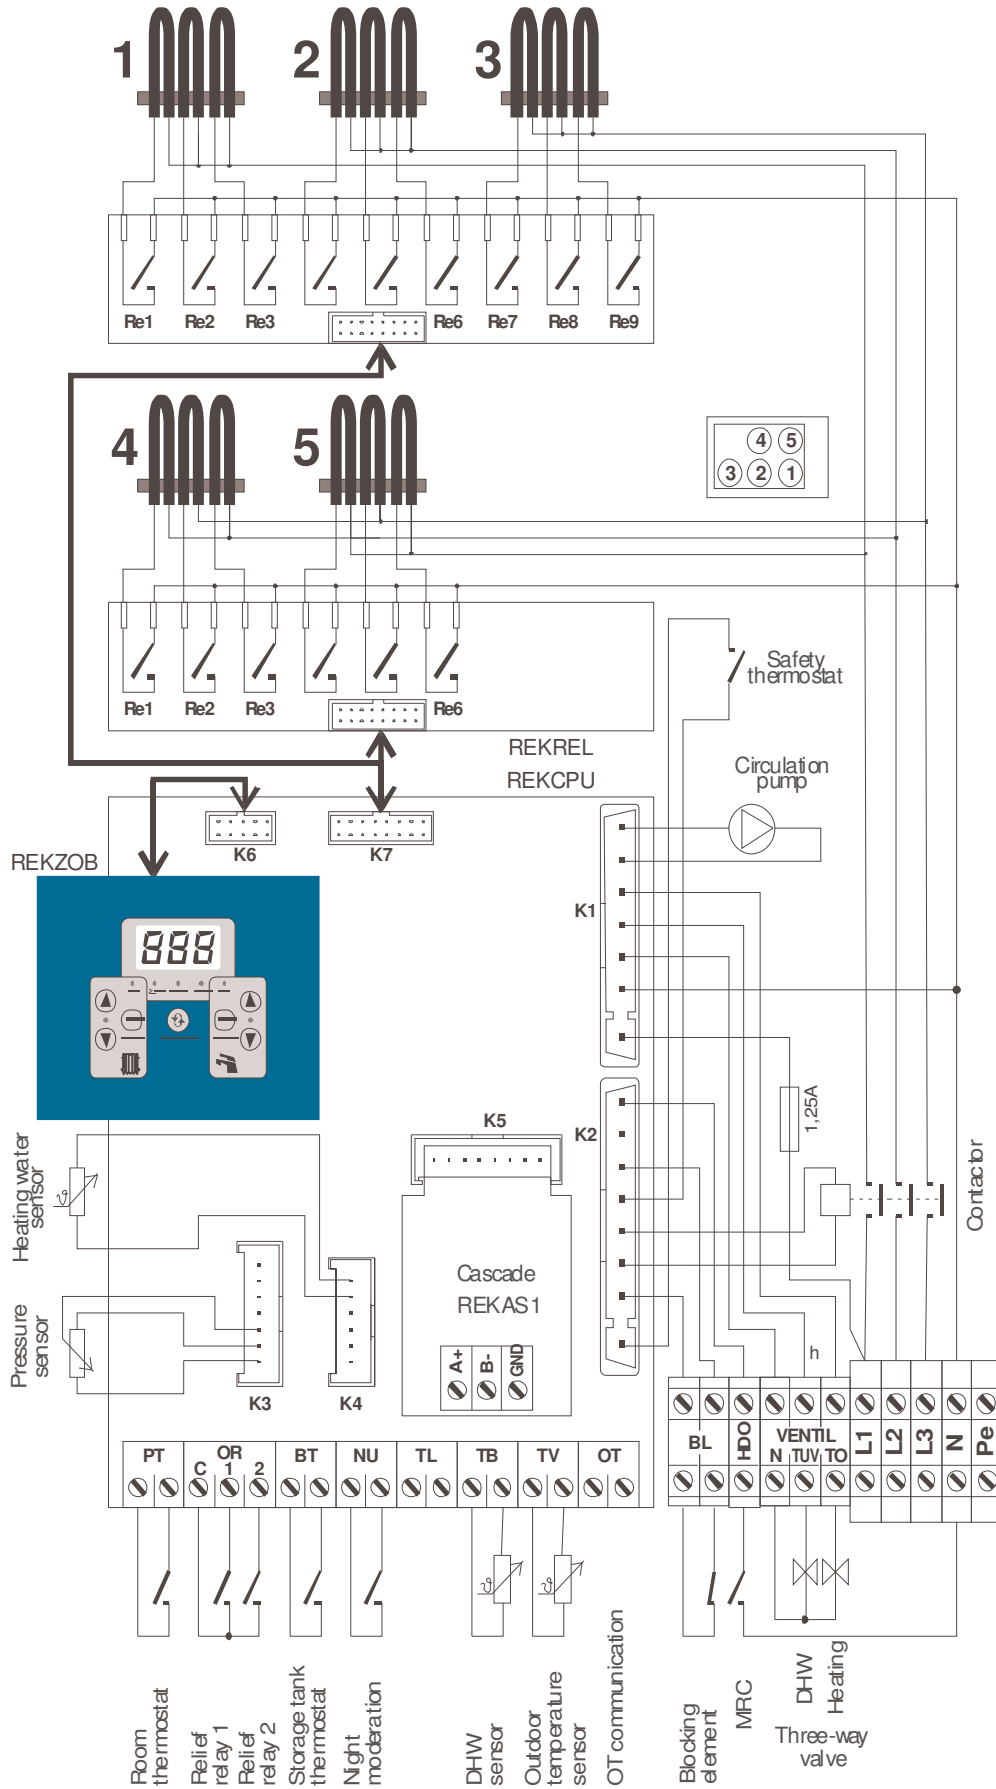 1 2 3
Re1 Re2 Re3 Re6 Re7 Re8 Re9
4 5
4 5
3 2 1
Re1 Re2 Re3 Re6
Safety
thermostat
REKREL
REKCPU
Circulation
pump
K6 K7
REKZOB
K1
888
1,25A
K5
K2
Heating water
sensor
Contactor
Cascade
REKAS1
Pressure
sensor
A+ B- GND
K3 K4
h
BL HDO VENTIL L1 L2 L3 N Pe
N TUV TO
PT OR BT NU TL TB TV OT
C 1 2
Room
thermostat
Relief
relay 1
Relief
relay 2
Storage tank
thermostat
Night
moderation
DHW
sensor
Outdoor
temperature
sensor
OT communication
Blocking
element
MRC
DHW
Heating
Three-way
valve